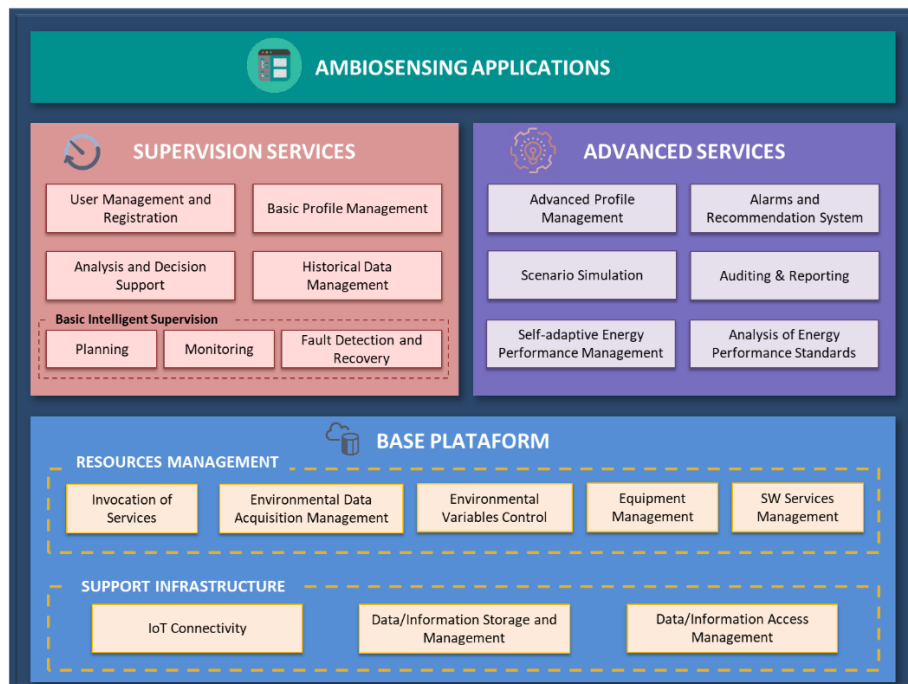 AMBIOSENSING APPLICATIONS
SUPERVISION SERVICES
User Management and
Registration
Basic Profile Management
Analysis and Decision
Support
Historical Data
Management
Basic Intelligent Supervision
Planning
Monitoring
Fault Detection and
Recovery
ADVANCED SERVICES
Advanced Profile
Management
Alarms and
Recommendation System
Scenario Simulation
Auditing & Reporting
Self-adaptive Energy
Performance Management
Analysis of Energy
Performance Standards
BASE PLATAFORM
RESOURCES MANAGEMENT
Invocation of
Services
Environmental Data
Acquisition Management
Environmental
Variables Control
Equipment
Management
SW Services
Management
SUPPORT INFRASTRUCTURE
IoT Connectivity
Data/Information Storage and
Management
Data/Information Access
Management